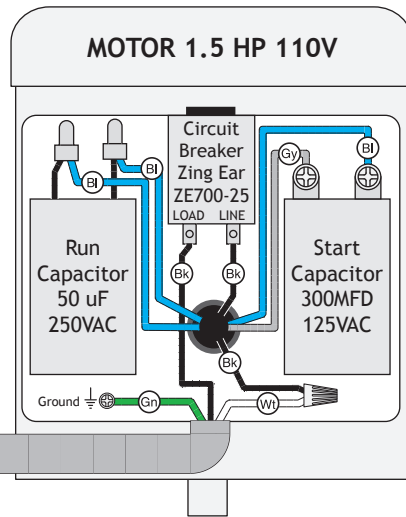 MOTOR 1.5 HP 110V
Circuit
Breaker
Zing Ear
ZE700-25
LOAD LINE
Bl
Bl
Gy
Bl
Run
Capacitor
50 uF
250VAC
Bk
Bk
Start
Capacitor
300MFD
125VAC
Bk
Ground
Gn
Wt